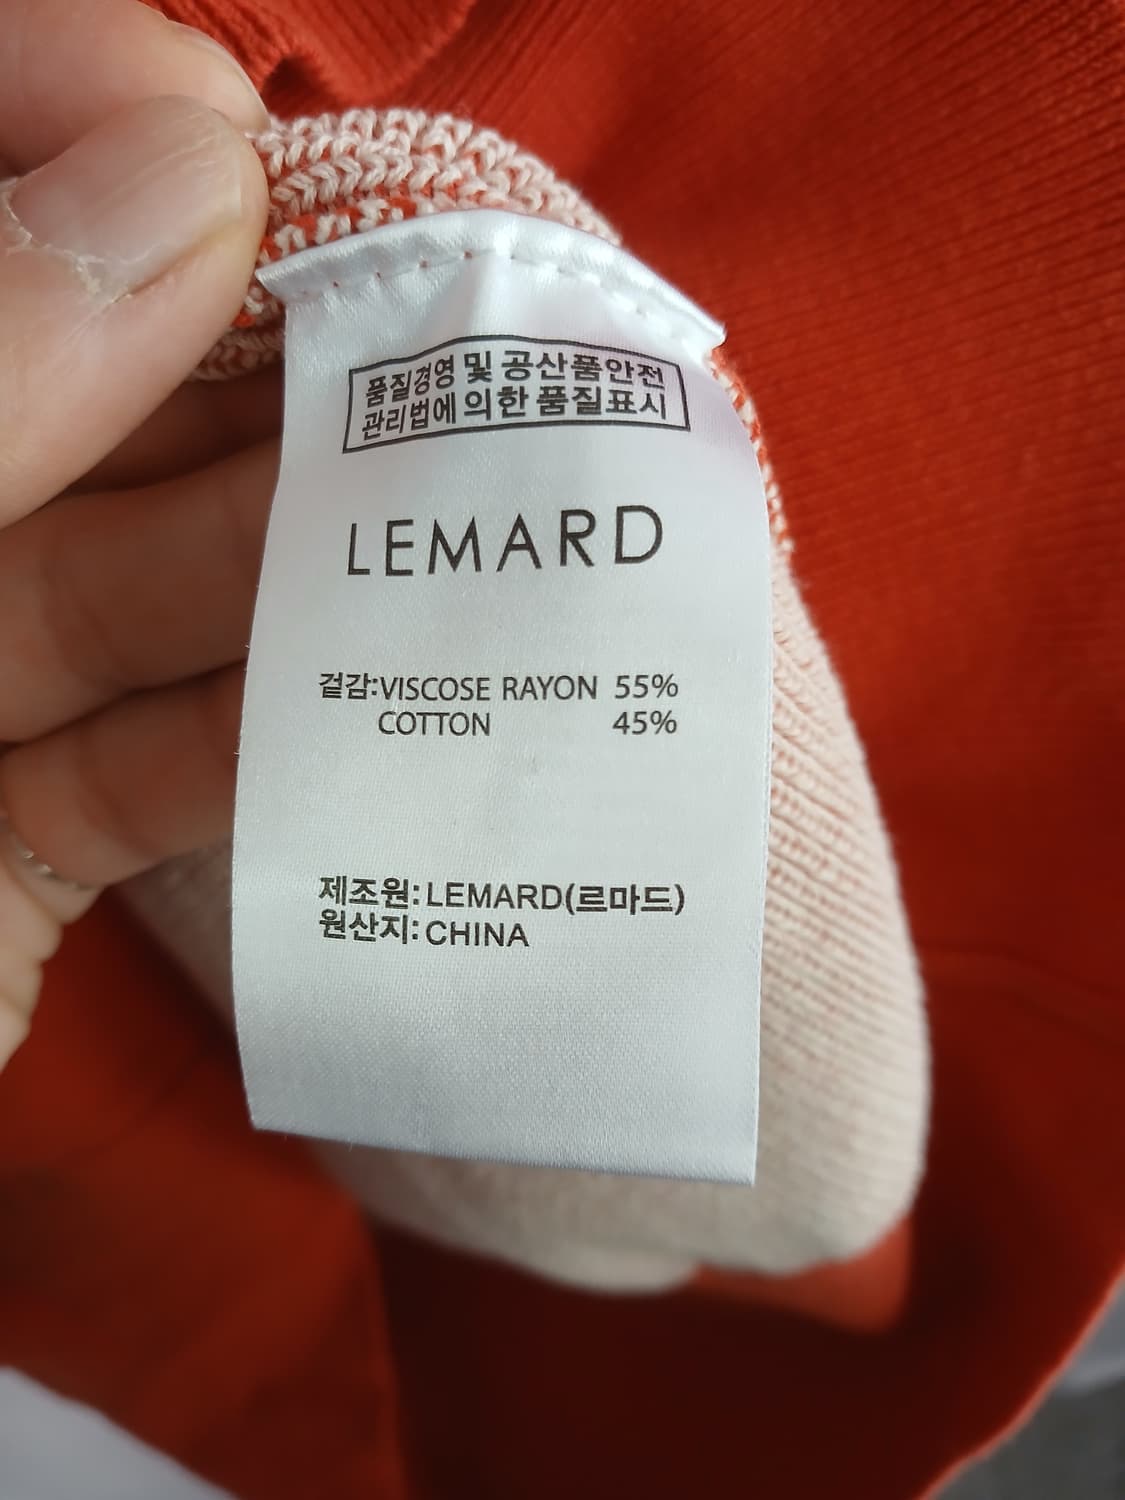 품질경영 및 공산품안전
관리법에 의한 품질표시
LEMARD
겉감:VISCOSE RAYON 55%
COTTON 45%
제조원: LEMARD(르마드)
원산지: CHINA